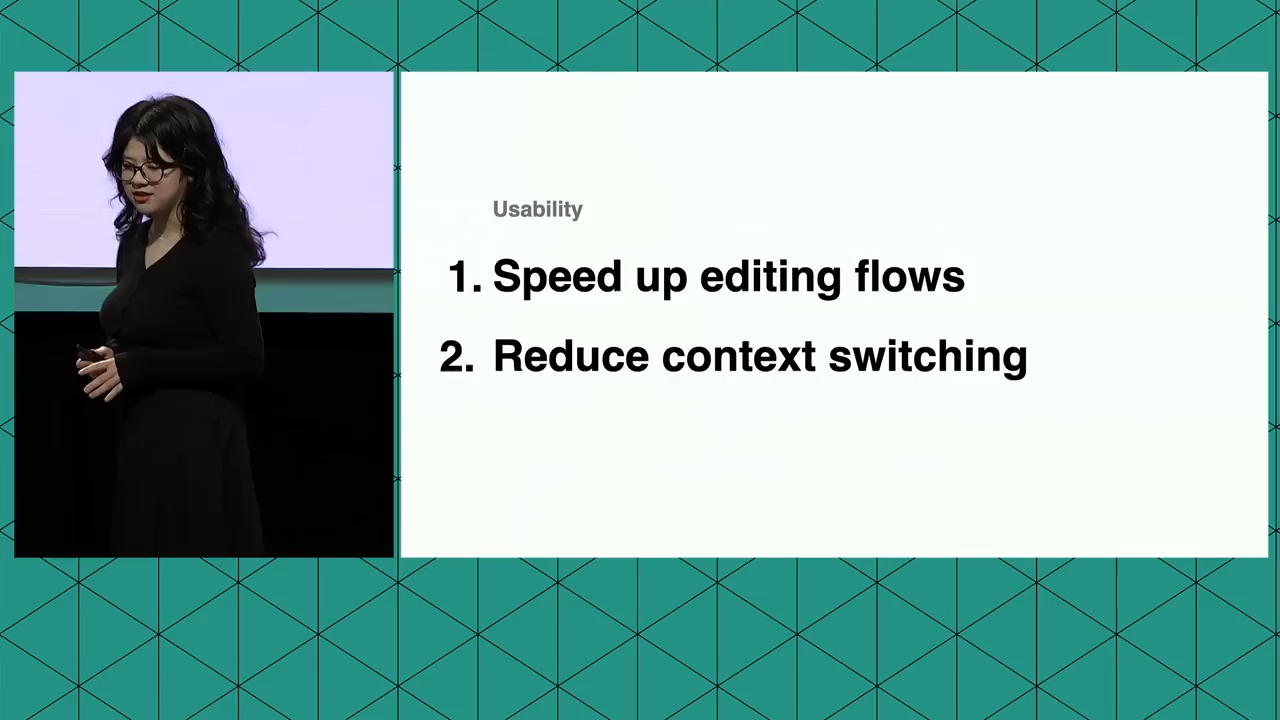 Usability
1. Speed up editing flows
2. Reduce context switching